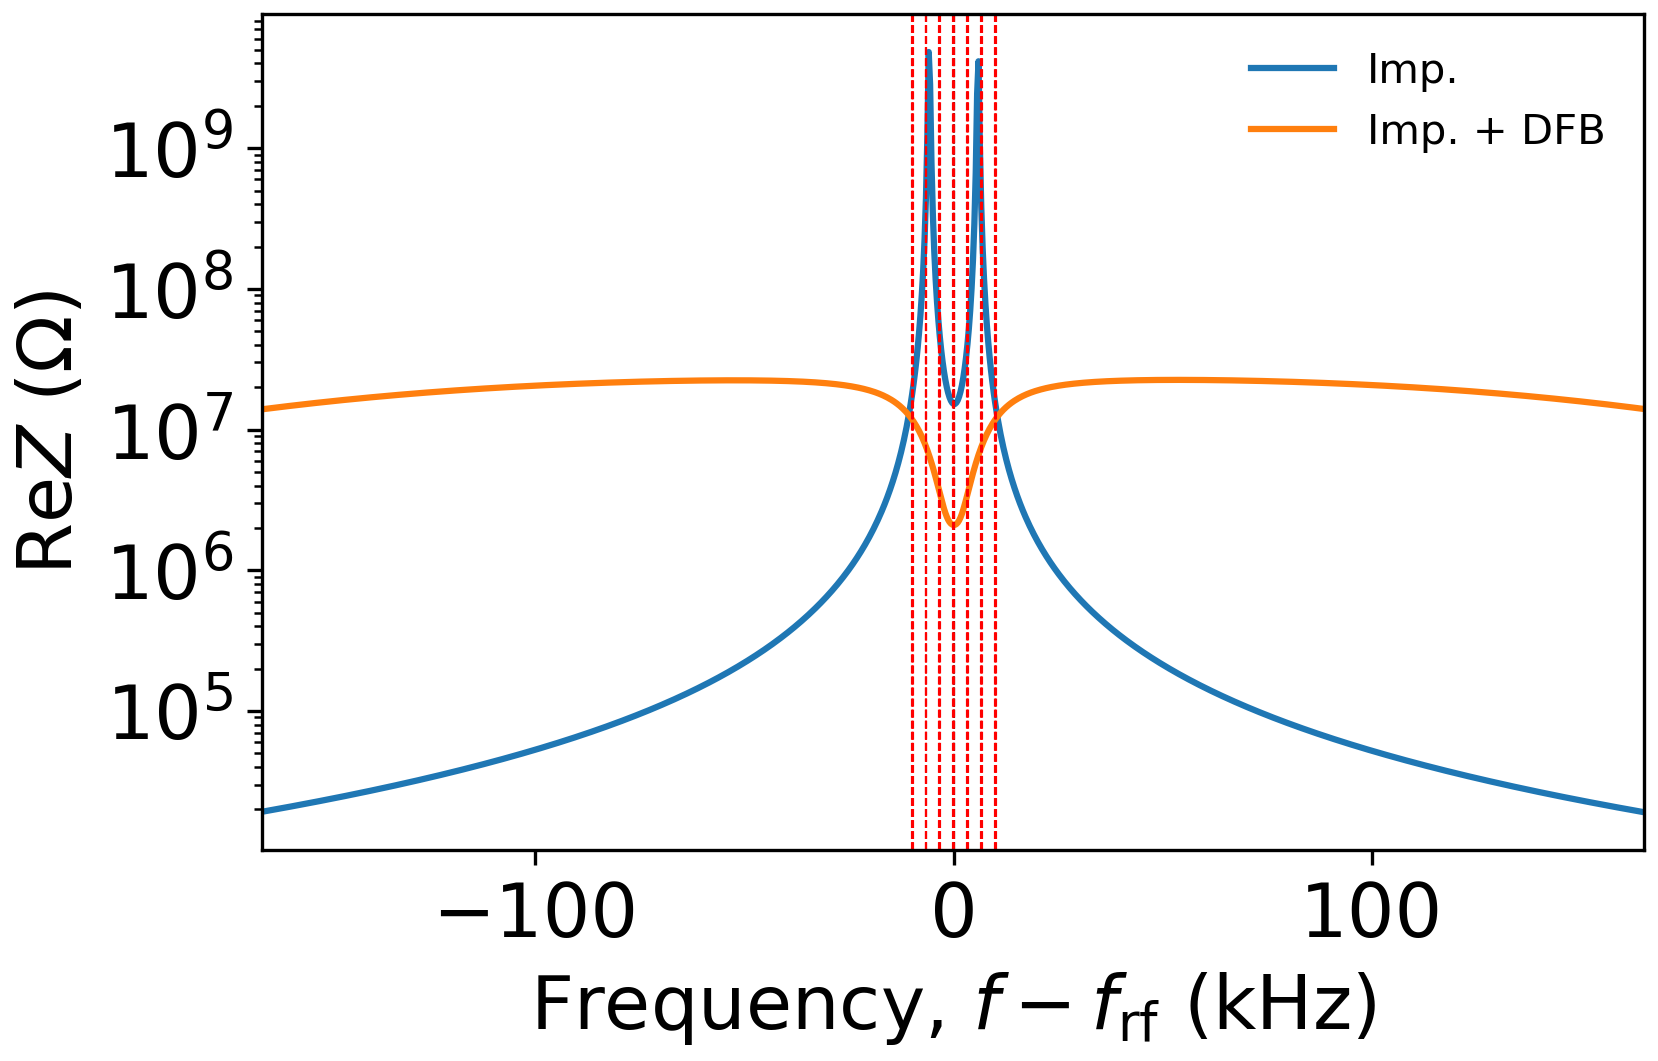 ReZ (Ω)
10⁹
10⁸
10⁷
10⁶
10⁵
Imp.
Imp. + DFB
−100
0
100
Frequency, f − f_rf (kHz)